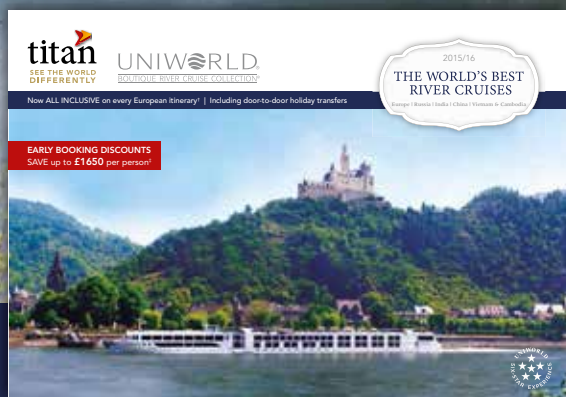 titan
SEE THE WORLD
DIFFERENTLY
UNIWORLD
BOUTIQUE RIVER CRUISE COLLECTION®
2015/16
THE WORLD'S BEST
RIVER CRUISES
Europe | Russia | India | China | Vietnam & Cambodia
Now ALL INCLUSIVE on every European itinerary† | Including door-to-door holiday transfers
EARLY BOOKING DISCOUNTS
SAVE up to £1650 per person²
UNIWORLD
SIX STAR EXPERIENCE